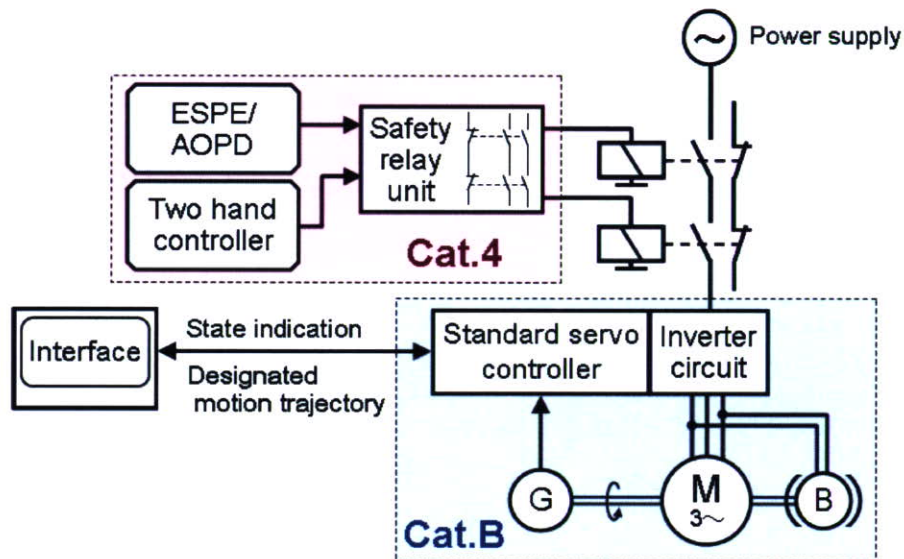 Power supply
ESPE/
AOPD
Safety
relay
unit
Two hand
controller
Cat.4
Interface
State indication
Designated
motion trajectory
Standard servo
controller
Inverter
circuit
G
M
3~
B
Cat.B